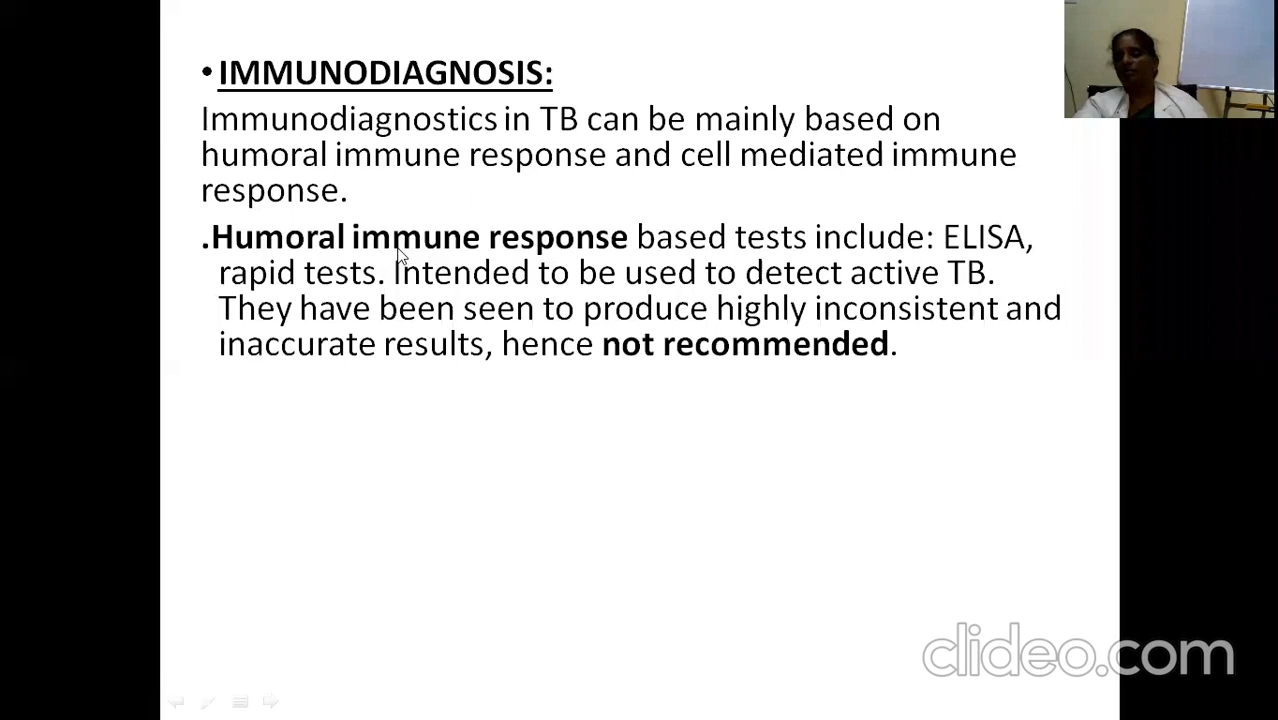 • IMMUNODIAGNOSIS:
Immunodiagnostics in TB can be mainly based on
humoral immune response and cell mediated immune
response.
.Humoral immune response based tests include: ELISA,
rapid tests. Intended to be used to detect active TB.
They have been seen to produce highly inconsistent and
inaccurate results, hence not recommended.
clideo.com